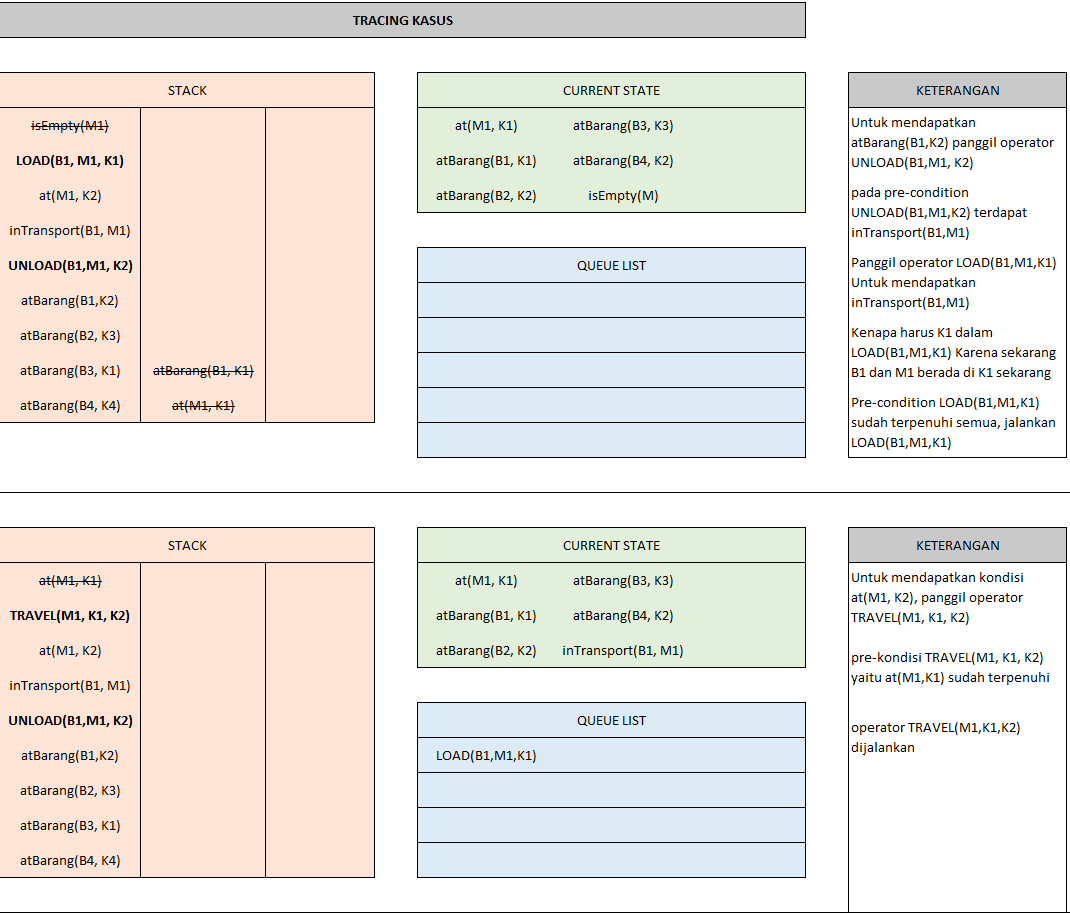 TRACING KASUS
STACK
isEmpty(M1)
LOAD(B1, M1, K1)
at(M1, K2)
inTransport(B1, M1)
UNLOAD(B1,M1, K2)
atBarang(B1,K2)
atBarang(B2, K3)
atBarang(B3, K1) atBarang(B1, K1)
atBarang(B4, K4) at(M1, K1)
CURRENT STATE
at(M1, K1) atBarang(B3, K3)
atBarang(B1, K1) atBarang(B4, K2)
atBarang(B2, K2) isEmpty(M)
QUEUE LIST
KETERANGAN
Untuk mendapatkan
atBarang(B1,K2) panggil operator
UNLOAD(B1,M1, K2)
pada pre-condition
UNLOAD(B1,M1,K2) terdapat
inTransport(B1,M1)
Panggil operator LOAD(B1,M1,K1)
Untuk mendapatkan
inTransport(B1,M1)
Kenapa harus K1 dalam
LOAD(B1,M1,K1) Karena sekarang
B1 dan M1 berada di K1 sekarang
Pre-condition LOAD(B1,M1,K1)
sudah terpenuhi semua, jalankan
LOAD(B1,M1,K1)
STACK
at(M1, K1)
TRAVEL(M1, K1, K2)
at(M1, K2)
inTransport(B1, M1)
UNLOAD(B1,M1, K2)
atBarang(B1,K2)
atBarang(B2, K3)
atBarang(B3, K1)
atBarang(B4, K4)
CURRENT STATE
at(M1, K1) atBarang(B3, K3)
atBarang(B1, K1) atBarang(B4, K2)
atBarang(B2, K2) inTransport(B1, M1)
QUEUE LIST
LOAD(B1,M1,K1)
KETERANGAN
Untuk mendapatkan kondisi
at(M1, K2), panggil operator
TRAVEL(M1, K1, K2)
pre-kondisi TRAVEL(M1, K1, K2)
yaitu at(M1,K1) sudah terpenuhi
operator TRAVEL(M1,K1,K2)
dijalankan